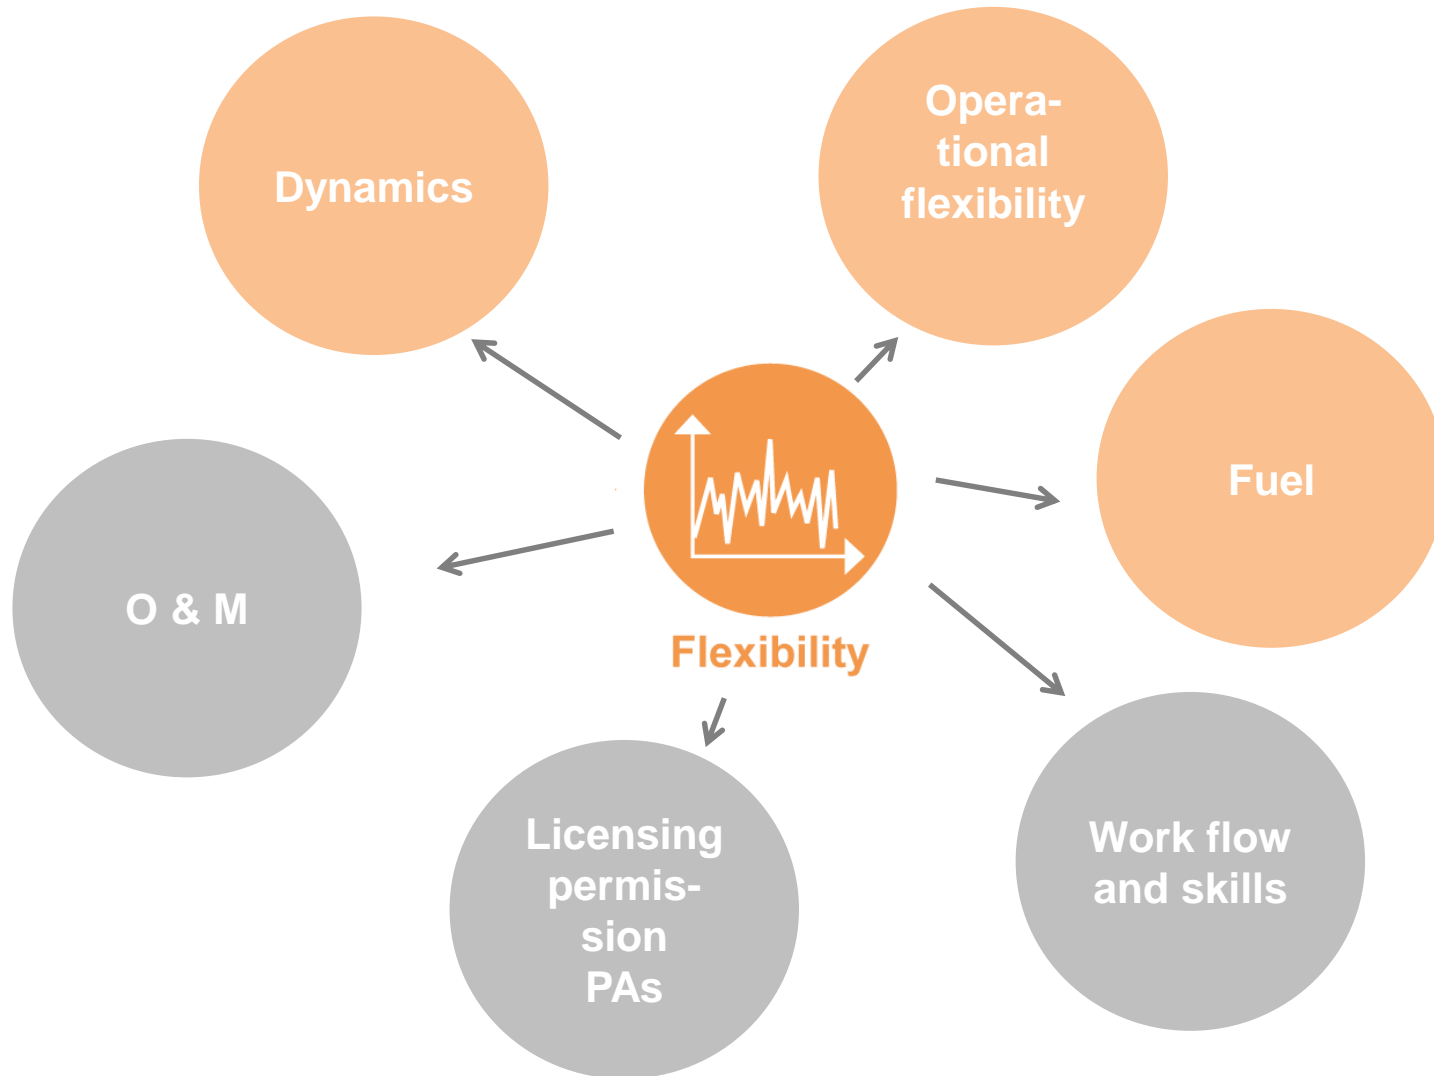 Dynamics
Opera-
tional
flexibility
Fuel
O & M
Flexibility
Licensing
permis-
sion
PAs
Work flow
and skills